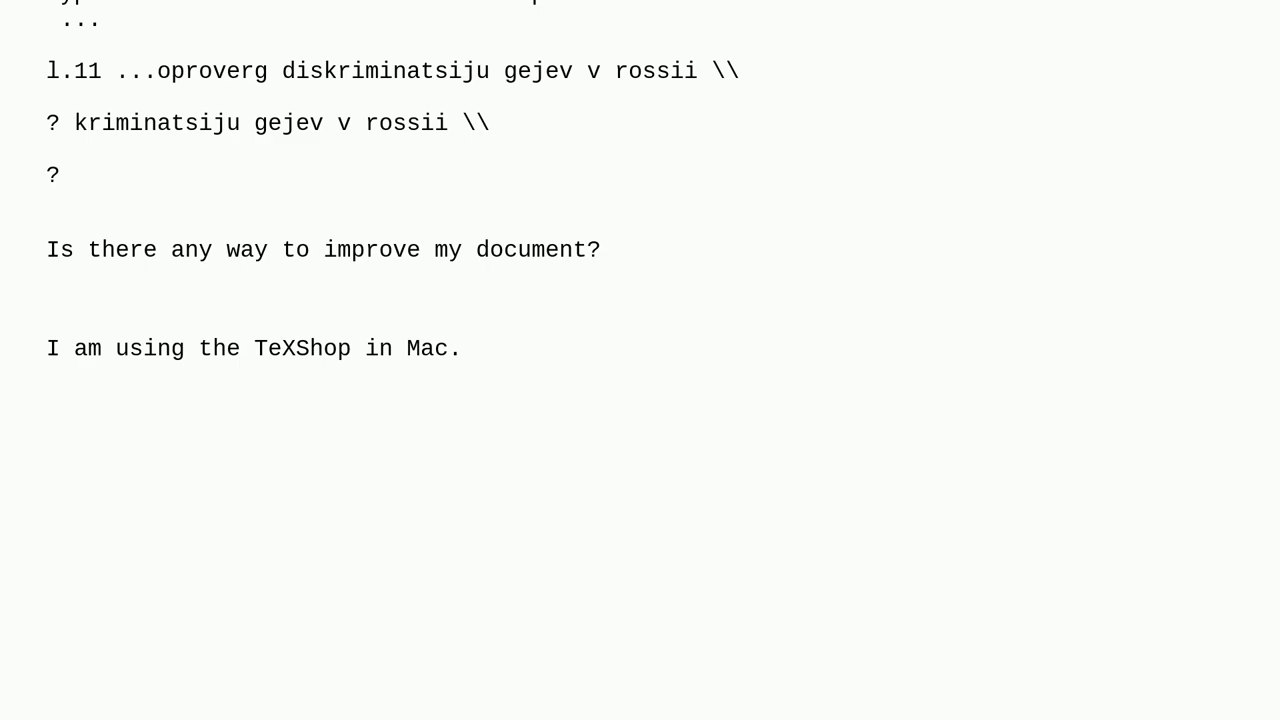 ...
l.11 ...oproverg diskriminatsiju gejev v rossii \\
? kriminatsiju gejev v rossii \\
?
Is there any way to improve my document?
I am using the TeXShop in Mac.